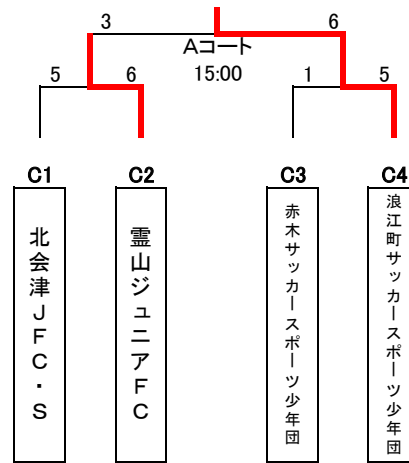 3 6
Aコート
15:00
5 6 1 5
C1 C2 C3 C4
北会津JFC・S
霊山ジュニアFC
赤木サッカースポーツ少年団
浪江町サッカースポーツ少年団